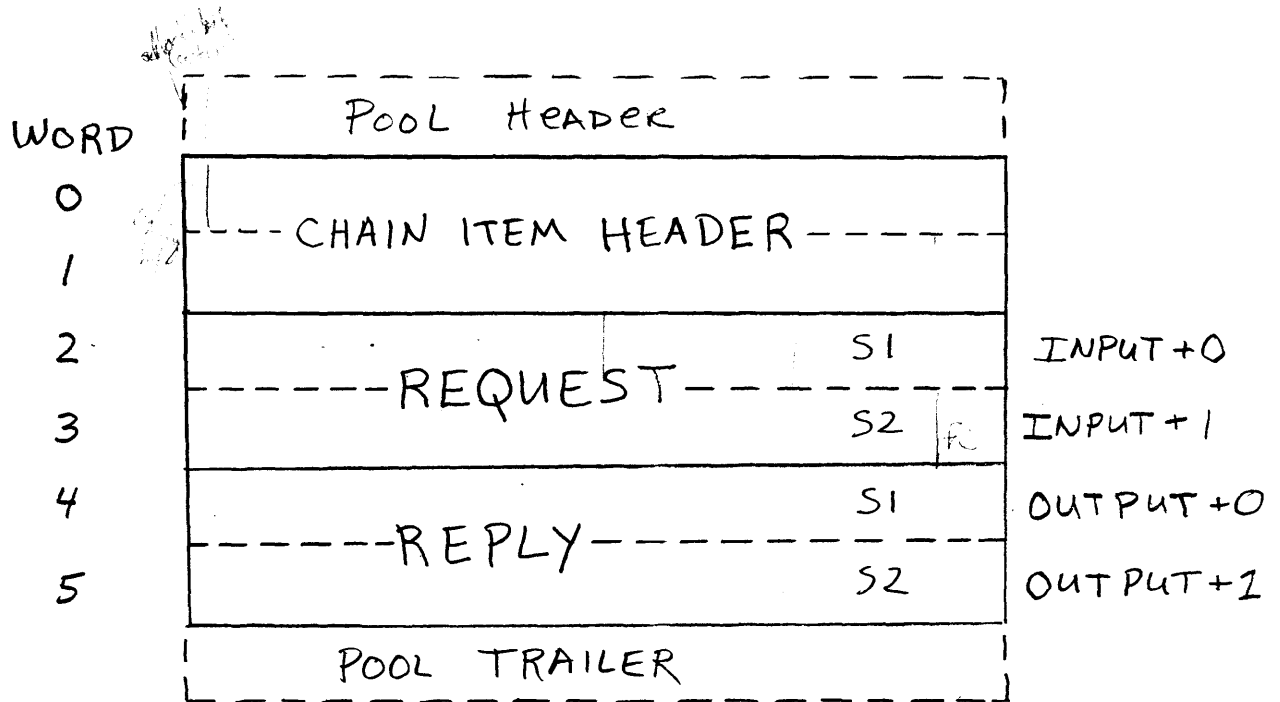 POOL HEADER
WORD
0
CHAIN ITEM HEADER
1
2 S1 INPUT+0
REQUEST
3 S2 INPUT+1
4 S1 OUTPUT+0
REPLY
5 S2 OUTPUT+1
POOL TRAILER